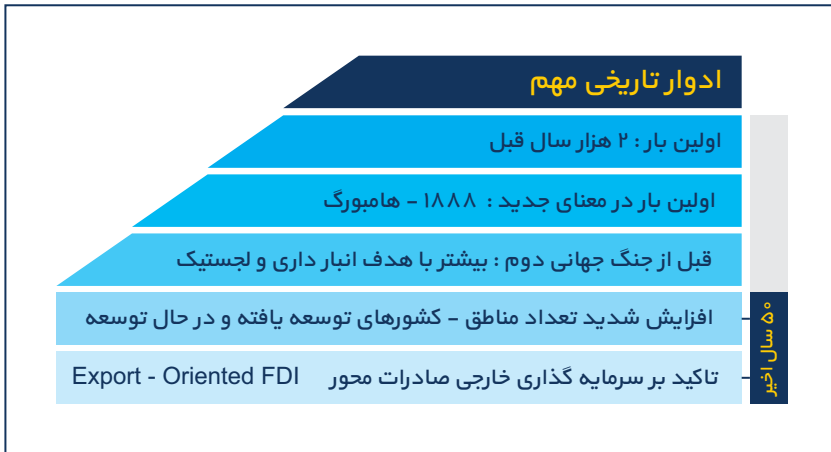 ادوار تاریخی مهم
اولین بار : ۲ هزار سال قبل
اولین بار در معنای جدید : ۱۸۸۸ - هامبورگ
قبل از جنگ جهانی دوم : بیشتر با هدف انبار داری و لجستیک
افزایش شدید تعداد مناطق - کشورهای توسعه یافته و در حال توسعه
تاکید بر سرمایه گذاری خارجی صادرات محور Export - Oriented FDI
۵۰ سال اخیر